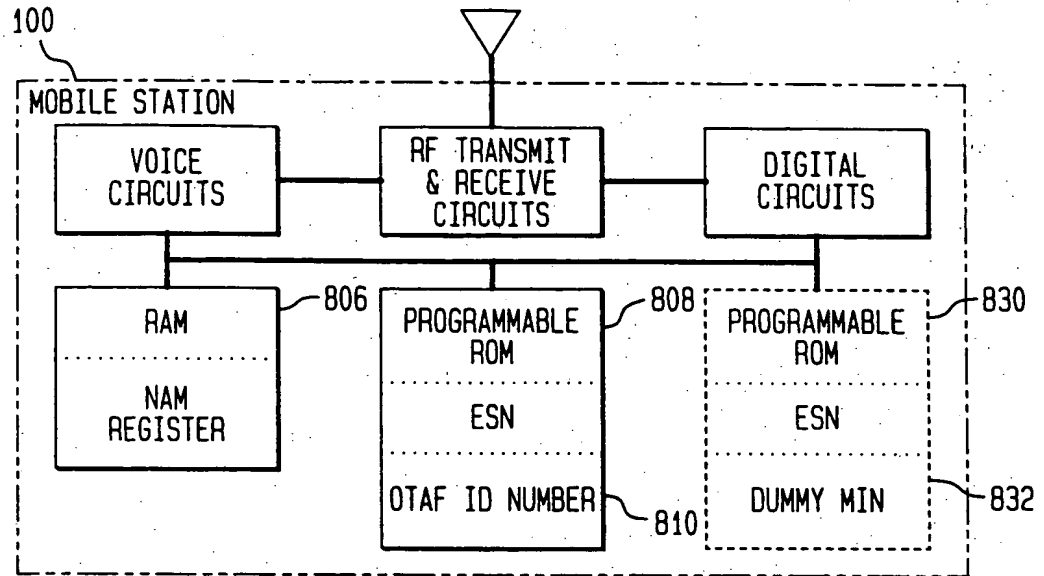 100
MOBILE STATION
VOICE
CIRCUITS
RF TRANSMIT
& RECEIVE
CIRCUITS
DIGITAL
CIRCUITS
RAM
NAM
REGISTER
806
PROGRAMMABLE
ROM
ESN
OTAF ID NUMBER
808
810
PROGRAMMABLE
ROM
ESN
DUMMY MIN
830
832